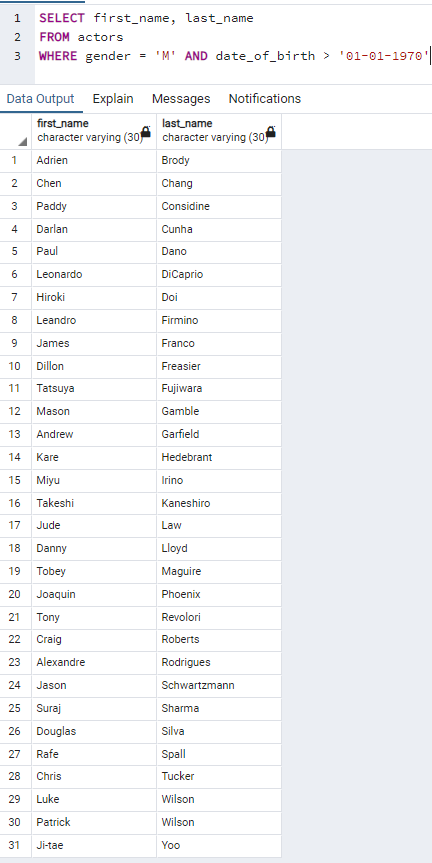 1 SELECT first_name, last_name
2 FROM actors
3 WHERE gender = 'M' AND date_of_birth > '01-01-1970'
Data Output Explain Messages Notifications
first_name last_name
character varying (30) character varying (30)
1 Adrien Brody
2 Chen Chang
3 Paddy Considine
4 Darlan Cunha
5 Paul Dano
6 Leonardo DiCaprio
7 Hiroki Doi
8 Leandro Firmino
9 James Franco
10 Dillon Freasier
11 Tatsuya Fujiwara
12 Mason Gamble
13 Andrew Garfield
14 Kare Hedebrant
15 Miyu Irino
16 Takeshi Kaneshiro
17 Jude Law
18 Danny Lloyd
19 Tobey Maguire
20 Joaquin Phoenix
21 Tony Revolori
22 Craig Roberts
23 Alexandre Rodrigues
24 Jason Schwartzmann
25 Suraj Sharma
26 Douglas Silva
27 Rafe Spall
28 Chris Tucker
29 Luke Wilson
30 Patrick Wilson
31 Ji-tae Yoo